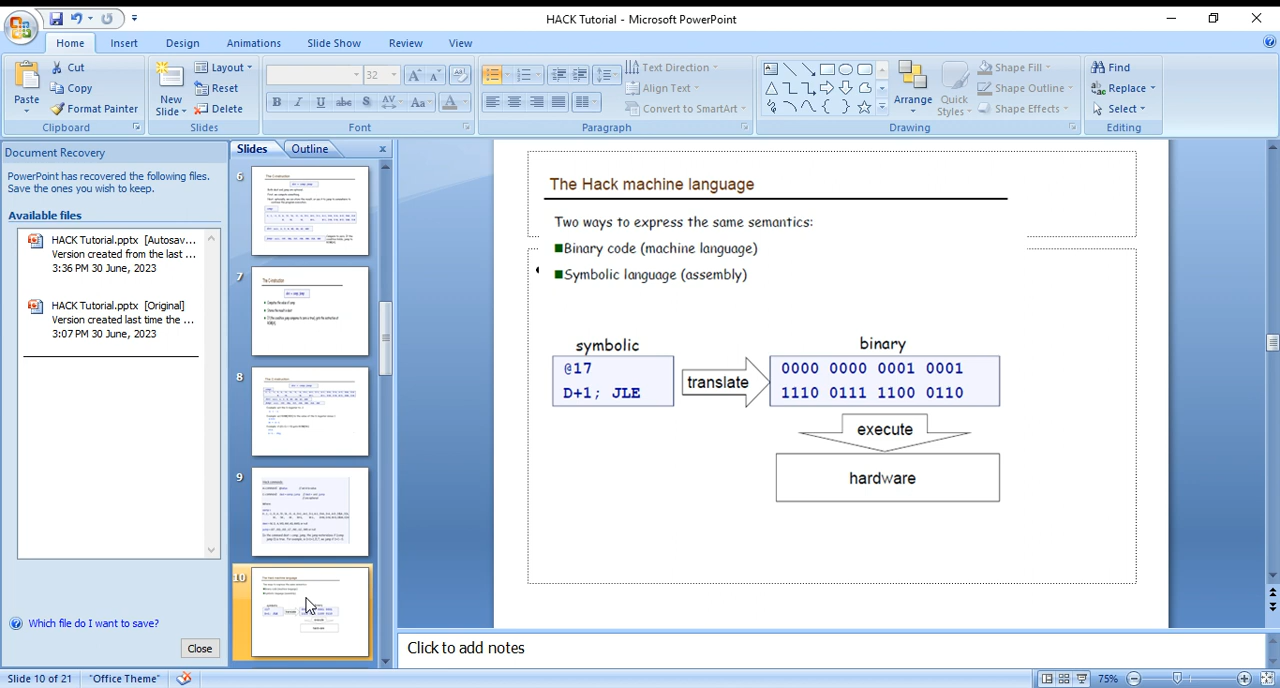 HACK Tutorial - Microsoft PowerPoint
Home Insert Design Animations Slide Show Review View
Paste
Cut
Copy
Format Painter
Clipboard
New
Slide
Layout
Reset
Delete
Slides
32
B I U abc S AV Aa A
Font
Text Direction
Align Text
Convert to SmartArt
Paragraph
Arrange
Quick
Styles
Shape Fill
Shape Outline
Shape Effects
Drawing
Find
Replace
Select
Editing
Document Recovery
PowerPoint has recovered the following files.
Save the ones you wish to keep.
Available files
HACK Tutorial.pptx [Autosav...
Version created from the last ...
3:36 PM 30 June, 2023
HACK Tutorial.pptx [Original]
Version created last time the ...
3:07 PM 30 June, 2023
Which file do I want to save?
Close
Slides Outline
6
7
8
9
10
The Hack machine language
Two ways to express the same semantics:
Binary code (machine language)
Symbolic language (assembly)
symbolic
@17
D+1; JLE
translate
binary
0000 0000 0001 0001
1110 0111 1100 0110
execute
hardware
Click to add notes
Slide 10 of 21 "Office Theme" 75%